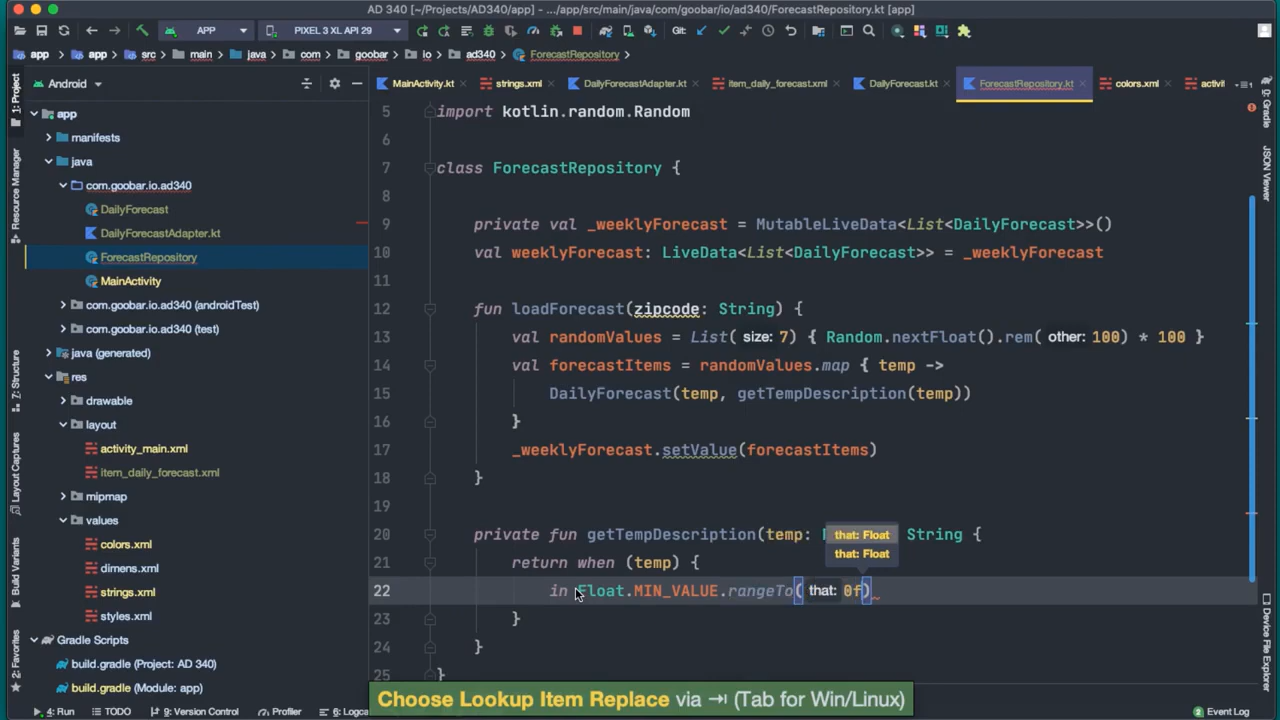 AD 340 [~/Projects/AD340/app] - .../app/src/main/java/com/goobar/io/ad340/ForecastRepository.kt [app]
APP PIXEL 3 XL API 29 Git:
app app src main java com goobar io ad340 ForecastRepository
Android MainActivity.kt strings.xml DailyForecastAdapter.kt item_daily_forecast.xml DailyForecast.kt ForecastRepository.kt colors.xml activit
1: Project
Resource Manager
7: Structure
Layout Captures
Build Variants
2: Favorites
app
manifests
java
com.goobar.io.ad340
DailyForecast
DailyForecastAdapter.kt
ForecastRepository
MainActivity
com.goobar.io.ad340 (androidTest)
com.goobar.io.ad340 (test)
java (generated)
res
drawable
layout
activity_main.xml
item_daily_forecast.xml
mipmap
values
colors.xml
dimens.xml
strings.xml
styles.xml
Gradle Scripts
build.gradle (Project: AD 340)
build.gradle (Module: app)
5 import kotlin.random.Random
6
7 class ForecastRepository {
8
9 private val _weeklyForecast = MutableLiveData<List<DailyForecast>>()
10 val weeklyForecast: LiveData<List<DailyForecast>> = _weeklyForecast
11
12 fun loadForecast(zipcode: String) {
13 val randomValues = List( size: 7) { Random.nextFloat().rem( other: 100) * 100 }
14 val forecastItems = randomValues.map { temp ->
15 DailyForecast(temp, getTempDescription(temp))
16 }
17 _weeklyForecast.setValue(forecastItems)
18 }
19
20 private fun getTempDescription(temp: that: Float String {
that: Float
21 return when (temp) {
22 in Float.MIN_VALUE.rangeTo( that: 0f)
23 }
24 }
25 }
Choose Lookup Item Replace via ⇥ (Tab for Win/Linux)
4: Run TODO 9: Version Control Profiler 6: Logca Event Log
Gradle
JSON Viewer
Device File Explorer